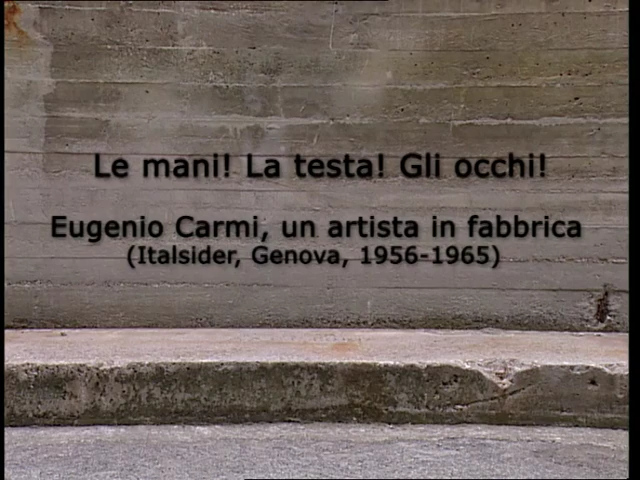 Le mani! La testa! Gli occhi!
Eugenio Carmi, un artista in fabbrica
(Italsider, Genova, 1956-1965)